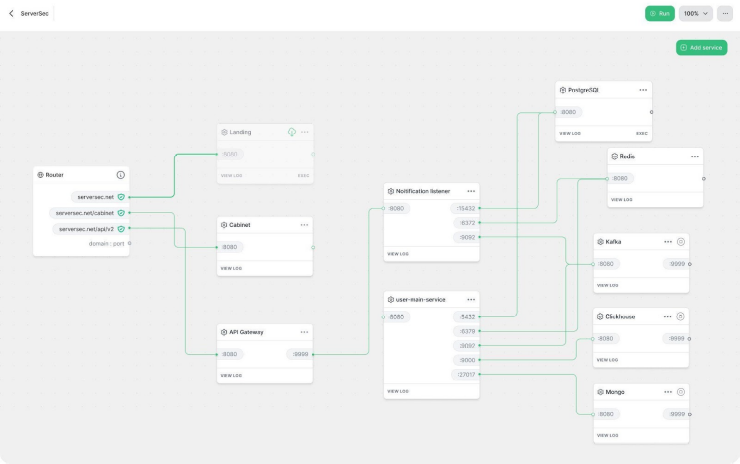 ServerSec
Run
100%
Add service
Router
serversec.net
serversec.net/cabinet
serversec.net/api/v2
domain : port
Landing
:8080
VIEW LOG
EXEC
Cabinet
:8080
VIEW LOG
API Gateway
:8080
:9999
VIEW LOG
Noitification listener
:8080
:15432
:6372
:9092
VIEW LOG
user-main-service
:8080
:5432
:6379
:9092
:9000
:27017
VIEW LOG
PostgreSQL
:8080
VIEW LOG
EXEC
Redis
:8080
VIEW LOG
Kafka
:8080
:9999
VIEW LOG
Clickhouse
:8080
:9999
VIEW LOG
Mongo
:8080
:9999
VIEW LOG